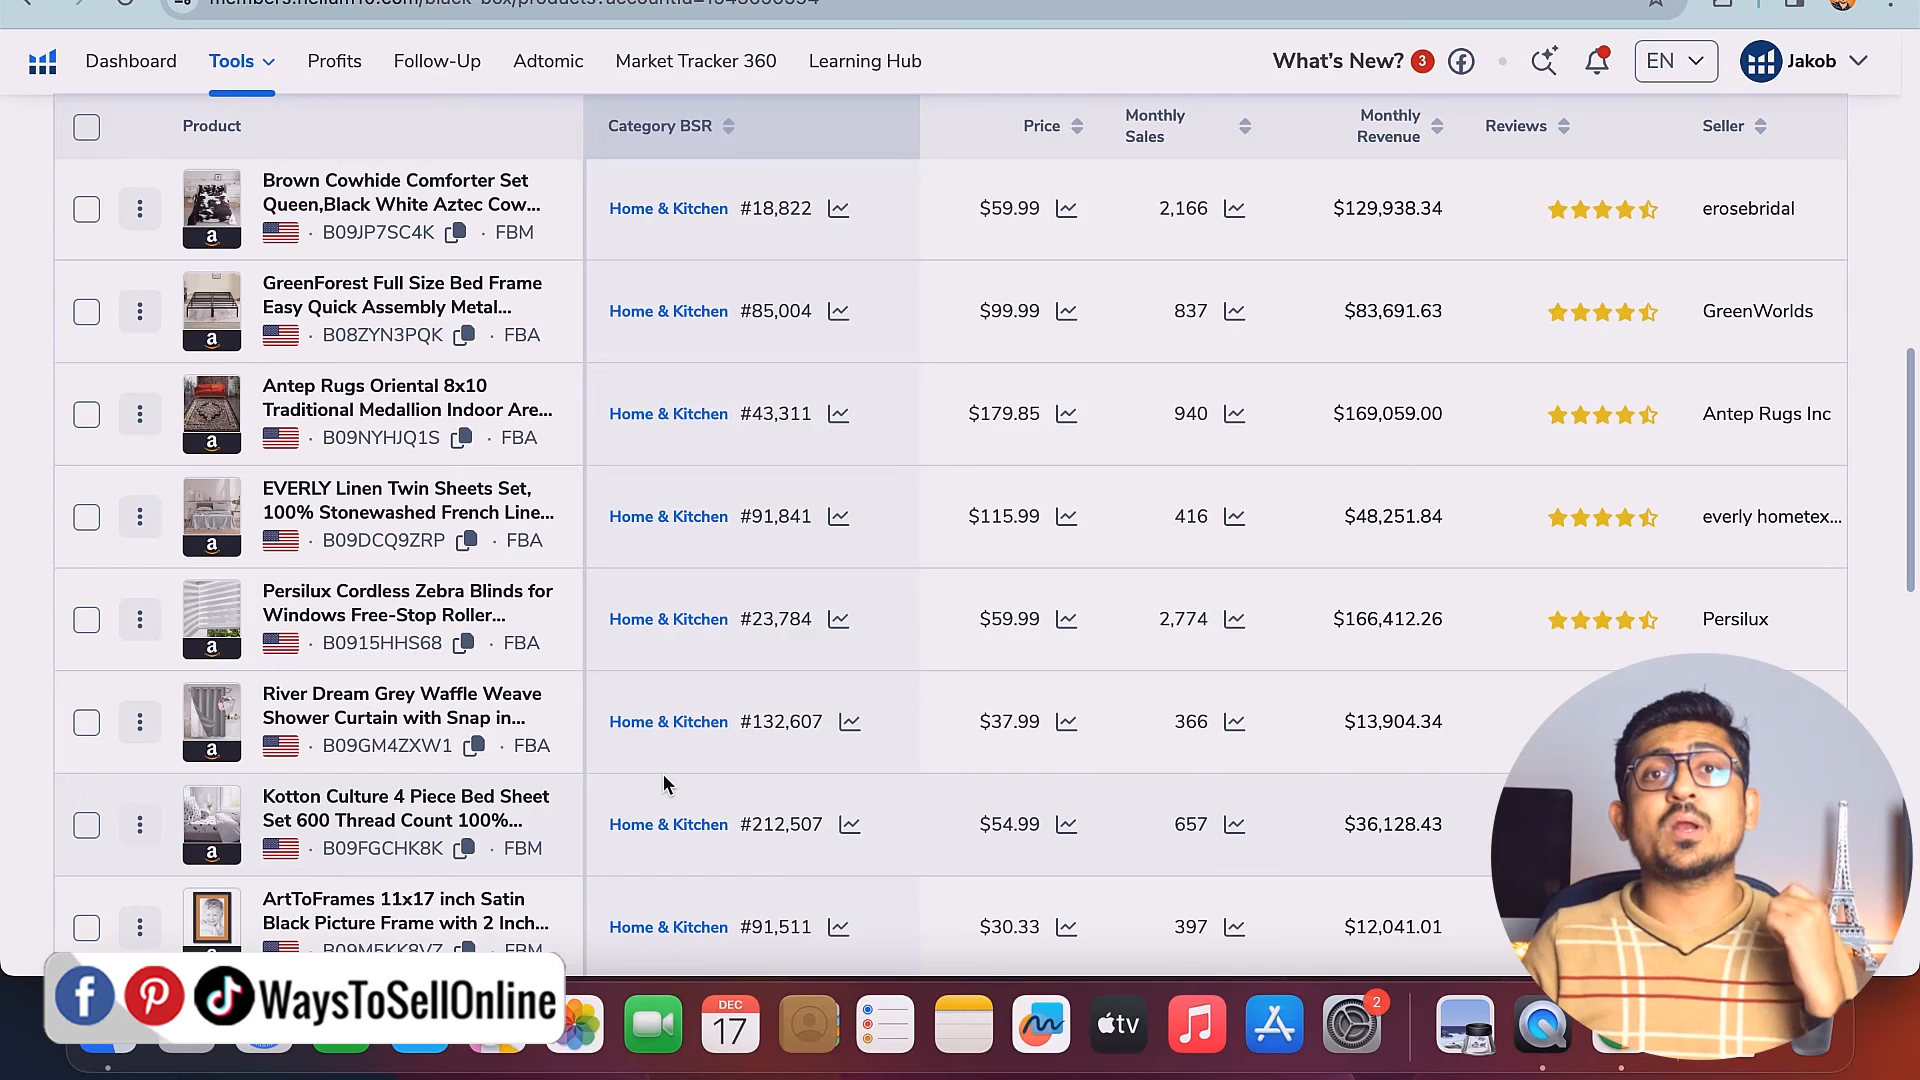 Dashboard Tools Profits Follow-Up Adtomic Market Tracker 360 Learning Hub What's New? 3 EN Jakob
Product Category BSR Price Monthly Sales Monthly Revenue Reviews Seller
Brown Cowhide Comforter Set
Queen,Black White Aztec Cow...
B09JP7SC4K · FBM
Home & Kitchen #18,822 $59.99 2,166 $129,938.34 erosebridal
GreenForest Full Size Bed Frame
Easy Quick Assembly Metal...
B08ZYN3PQK · FBA
Home & Kitchen #85,004 $99.99 837 $83,691.63 GreenWorlds
Antep Rugs Oriental 8x10
Traditional Medallion Indoor Are...
B09NYHJQ1S · FBA
Home & Kitchen #43,311 $179.85 940 $169,059.00 Antep Rugs Inc
EVERLY Linen Twin Sheets Set,
100% Stonewashed French Line...
B09DCQ9ZRP · FBA
Home & Kitchen #91,841 $115.99 416 $48,251.84 everly hometex...
Persilux Cordless Zebra Blinds for
Windows Free-Stop Roller...
B0915HHS68 · FBA
Home & Kitchen #23,784 $59.99 2,774 $166,412.26 Persilux
River Dream Grey Waffle Weave
Shower Curtain with Snap in...
B09GM4ZXW1 · FBA
Home & Kitchen #132,607 $37.99 366 $13,904.34
Kotton Culture 4 Piece Bed Sheet
Set 600 Thread Count 100%...
B09FGCHK8K · FBM
Home & Kitchen #212,507 $54.99 657 $36,128.43
ArtToFrames 11x17 inch Satin
Black Picture Frame with 2 Inch...
Home & Kitchen #91,511 $30.33 397 $12,041.01
WaysToSellOnline
DEC
17
tv
2